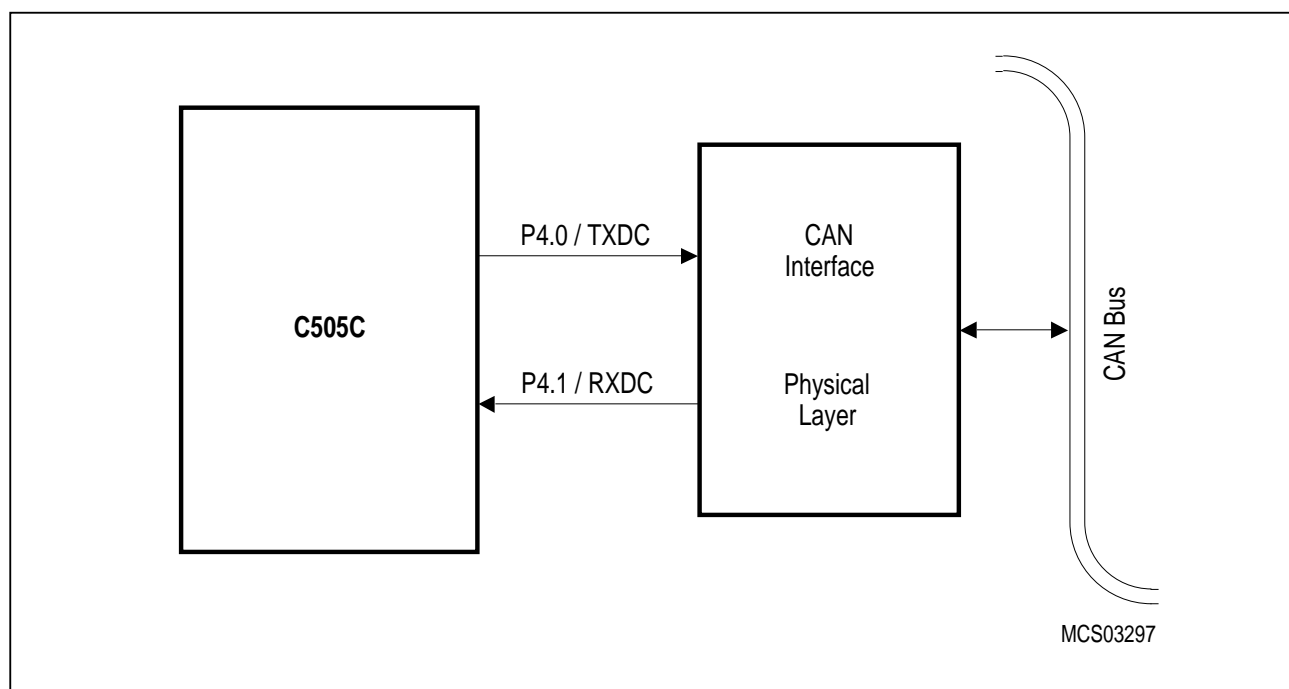 C505C
P4.0 / TXDC
P4.1 / RXDC
CAN
Interface
Physical
Layer
CAN Bus
MCS03297